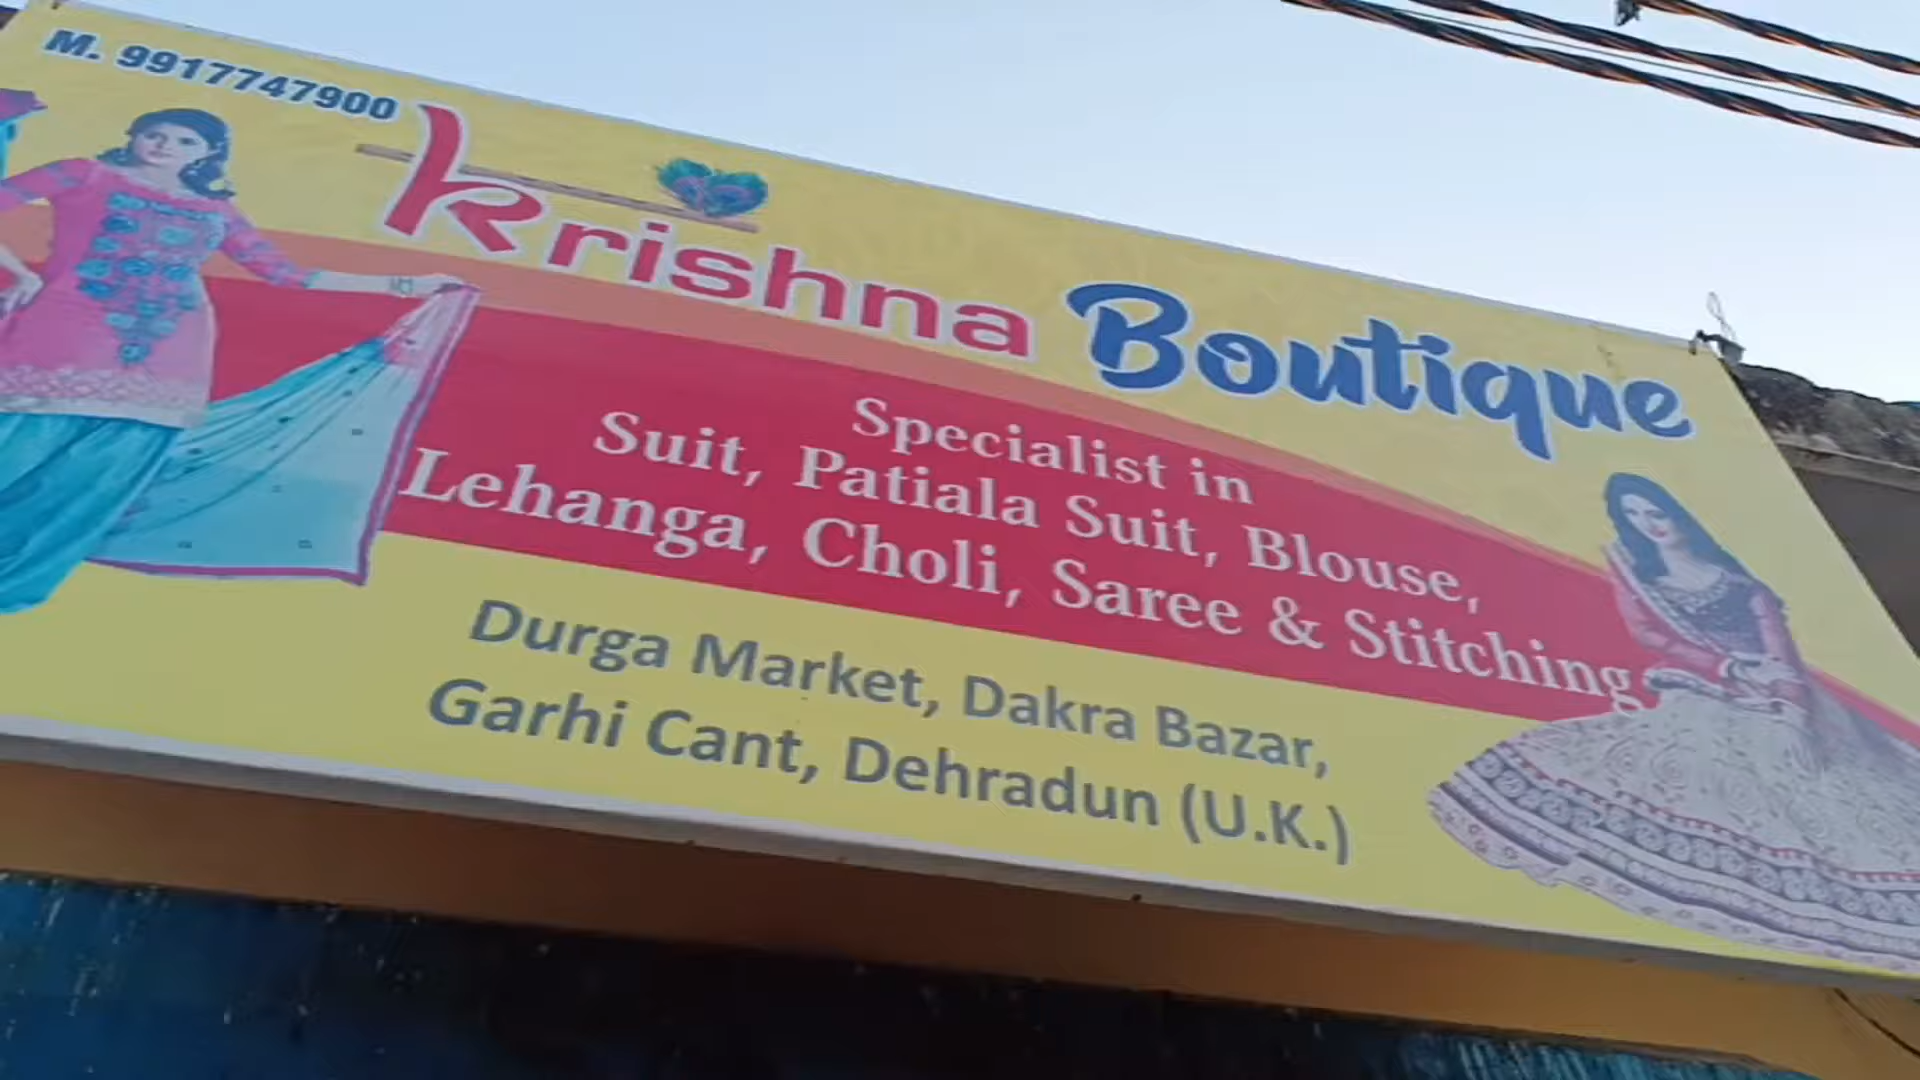 M. 9917747900
Krishna Boutique
Specialist in
Suit, Patiala Suit, Blouse,
Lehanga, Choli, Saree & Stitching
Durga Market, Dakra Bazar,
Garhi Cant, Dehradun (U.K.)